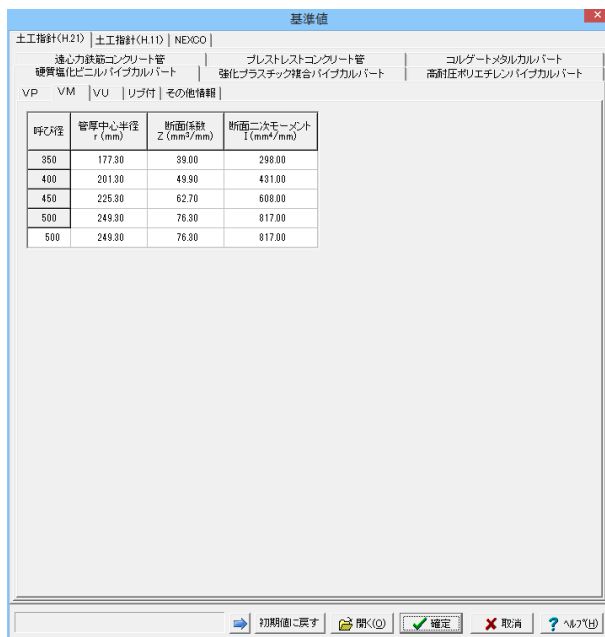 基準値
土工指針(H.21) 土工指針(H.11) NEXCO
遠心力鉄筋コンクリート管 プレストレストコンクリート管 コルゲートメタルカルバート
硬質塩化ビニルパイプカルバート 強化プラスチック複合パイプカルバート 高耐圧ポリエチレンパイプカルバート
VP VM VU リブ付 その他情報
呼び径 管厚中心半径 r (mm) 断面係数 Z (mm³/mm) 断面二次モーメント I (mm⁴/mm)
350 177.30 39.00 298.00
400 201.30 49.90 431.00
450 225.30 62.70 608.00
500 249.30 76.30 817.00
500 249.30 76.30 817.00
初期値に戻す 開く(O) 確定 取消 ? ヘルプ(H)